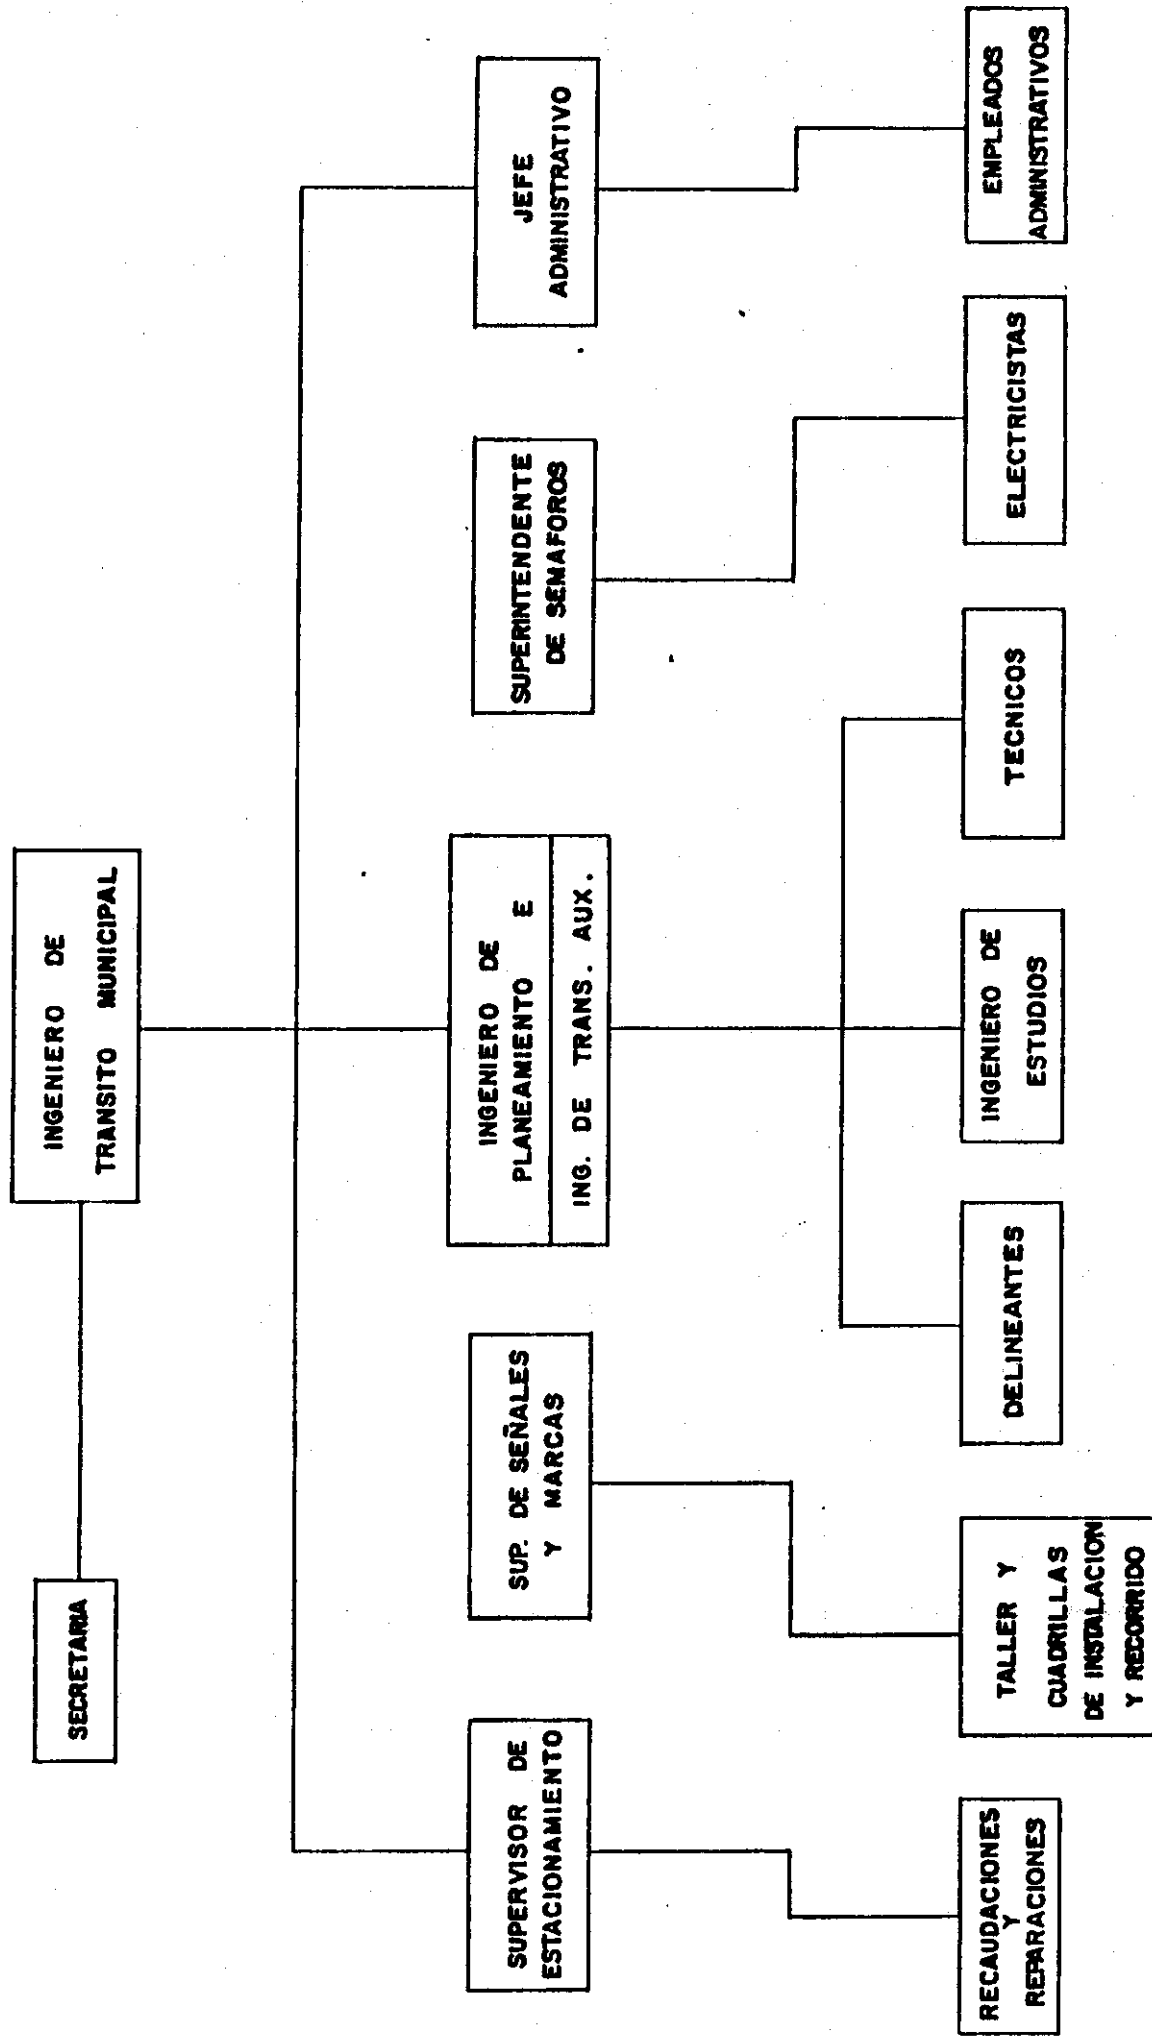 INGENIERO DE
TRANSITO MUNICIPAL
SECRETARIA
SUPERVISOR DE
ESTACIONAMIENTO
SUP. DE SEÑALES
Y MARCAS
INGENIERO DE
PLANEAMIENTO E
ING. DE TRANS. AUX.
SUPERINTENDENTE
DE SEMAFOROS
JEFE
ADMINISTRATIVO
RECAUDACIONES
Y
REPARACIONES
TALLER Y
CUADRILLAS
DE INSTALACION
Y RECORRIDO
DELINEANTES
INGENIERO DE
ESTUDIOS
TECNICOS
ELECTRICISTAS
EMPLEADOS
ADMINISTRATIVOS